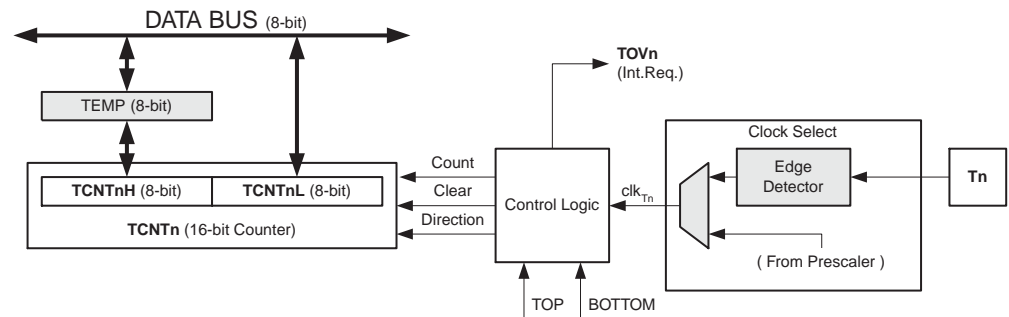 DATA BUS (8-bit)
TOVn
(Int.Req.)
TEMP (8-bit)
Clock Select
Count
Edge
Detector
Tn
TCNTnH (8-bit) TCNTnL (8-bit)
Clear
Control Logic
clkTn
TCNTn (16-bit Counter)
Direction
( From Prescaler )
TOP
BOTTOM